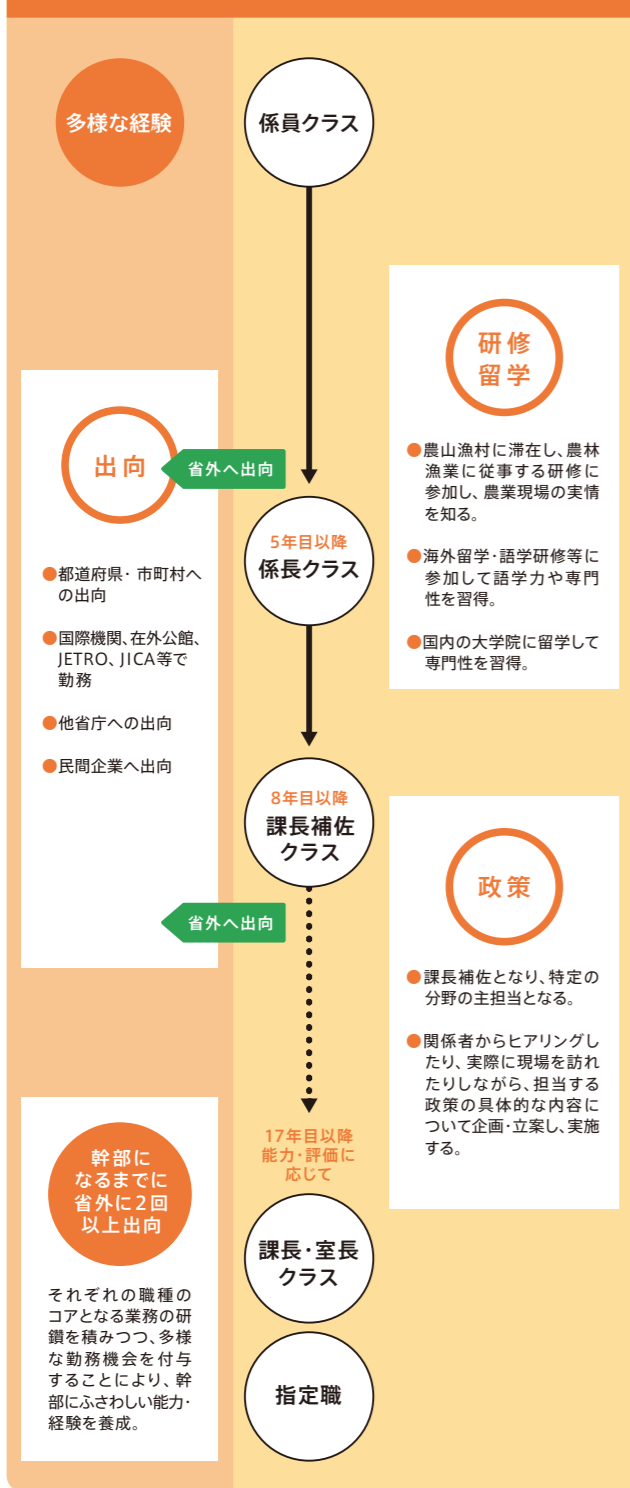 多様な経験
係員クラス
研修
留学
●農山漁村に滞在し、農林
漁業に従事する研修に
参加し、農業現場の実情
を知る。
●海外留学・語学研修等に
参加して語学力や専門
性を習得。
●国内の大学院に留学して
専門性を習得。
出向
省外へ出向
●都道府県・市町村へ
の出向
●国際機関、在外公館、
JETRO、JICA等で
勤務
●他省庁への出向
●民間企業へ出向
5年目以降
係長クラス
8年目以降
課長補佐
クラス
省外へ出向
政策
●課長補佐となり、特定の
分野の主担当となる。
●関係者からヒアリングし
たり、実際に現場を訪れ
たりしながら、担当する
政策の具体的な内容に
ついて企画・立案し、実施
する。
17年目以降
能力・評価に
応じて
課長・室長
クラス
指定職
幹部に
なるまでに
省外に2回
以上出向
それぞれの職種の
コアとなる業務の研
鑽を積みつつ、多様
な勤務機会を付与
することにより、幹
部にふさわしい能力・
経験を養成。